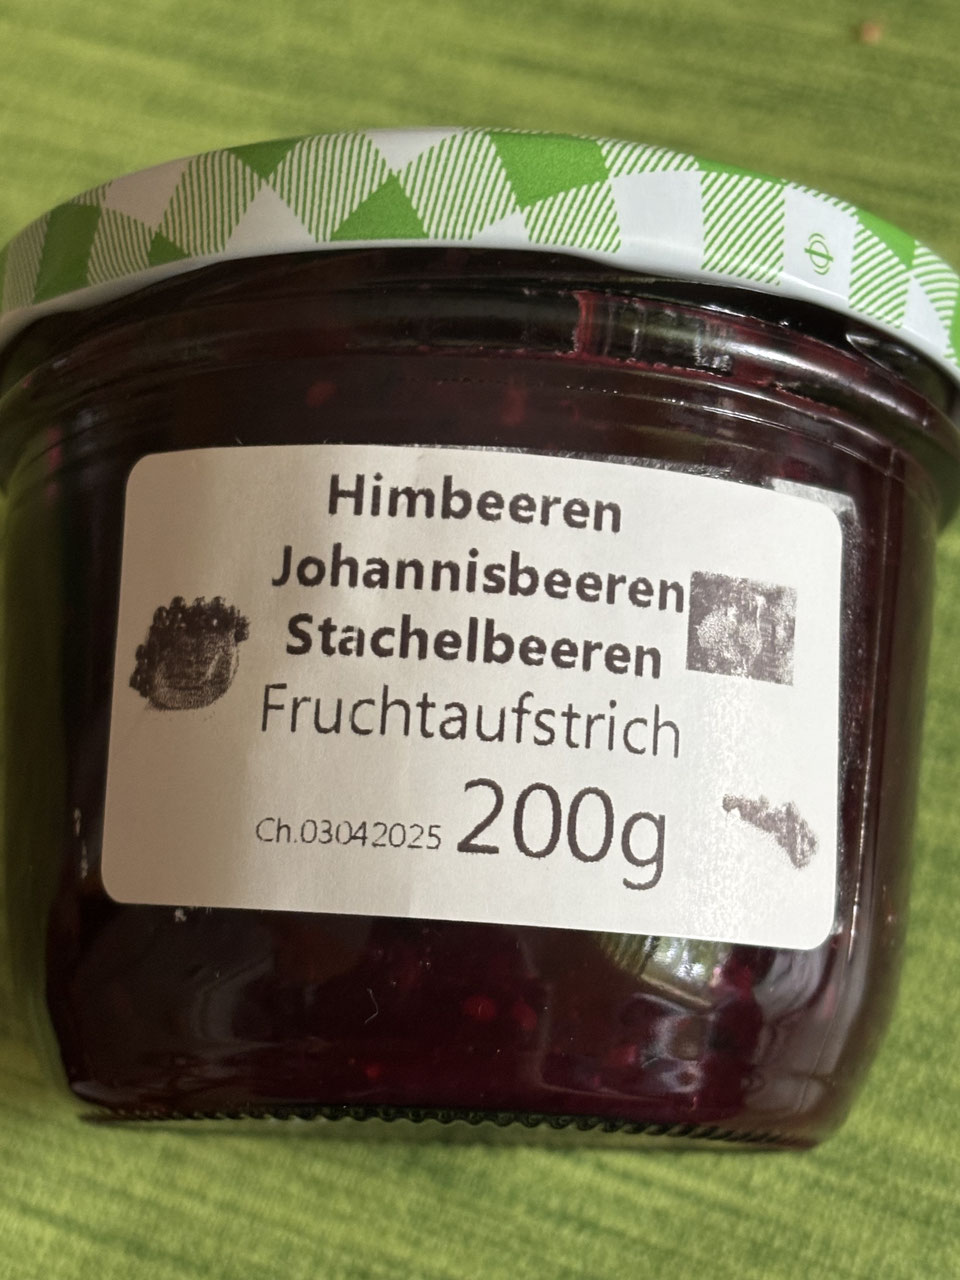 Himbeeren
Johannisbeeren
Stachelbeeren
Fruchtaufstrich
Ch.03042025 200g